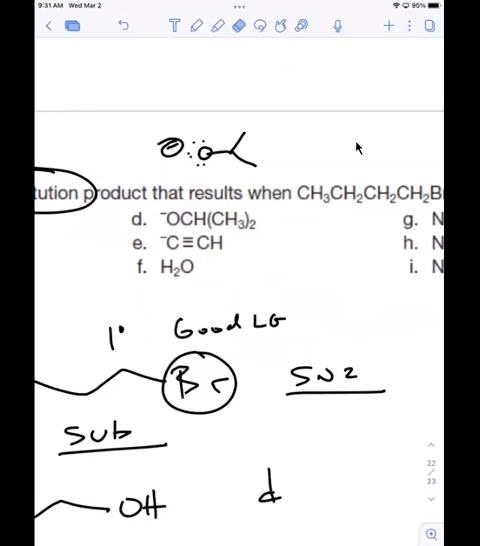 9:31 AM Wed Mar 2
95%
T
⊖:Ö
tution product that results when CH₃CH₂CH₂CH₂B
d. ⁻OCH(CH₃)₂ g. N
e. ⁻C≡CH h. N
f. H₂O i. N
1° Good LG
Br SN2
Sub
OH d
22
/
23